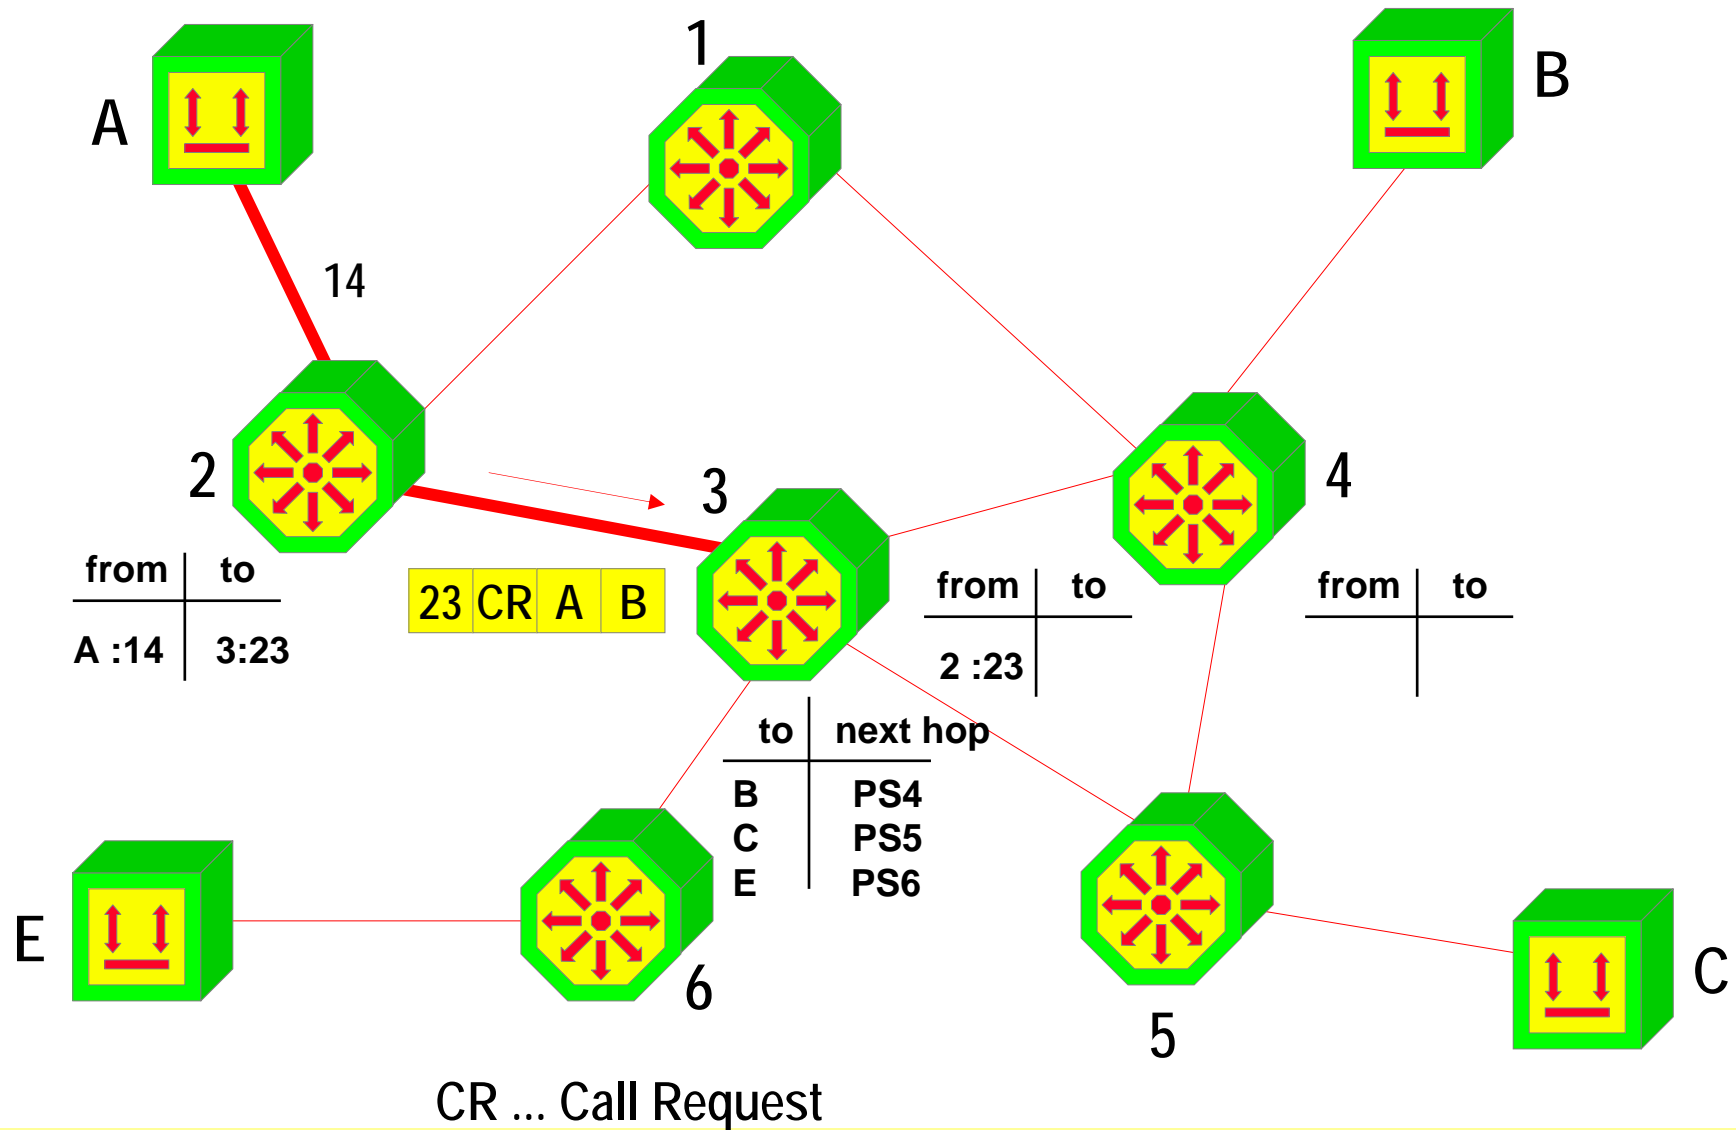 1
A
B
14
2
3
4
from to
A :14 3:23
23 CR A B
from to
2 :23
from to
to next hop
B PS4
C PS5
E PS6
E
6
5
C
CR ... Call Request